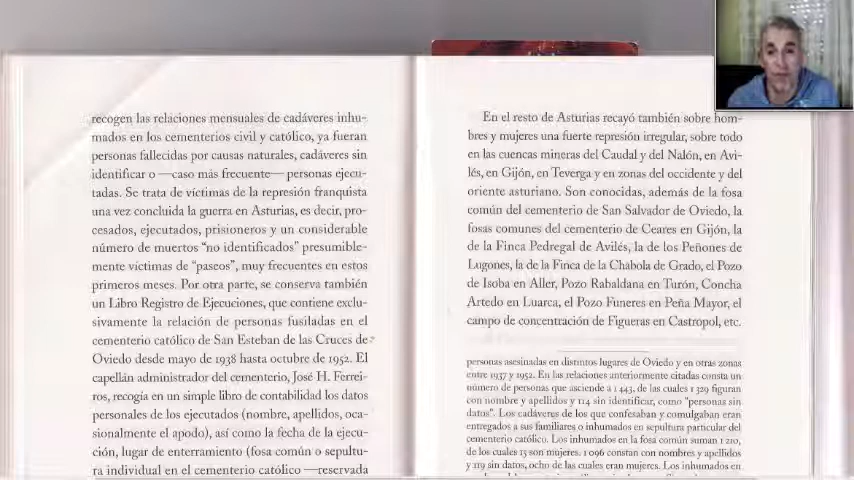 recogen las relaciones mensuales de cadáveres inhu-
mados en los cementerios civil y católico, ya fueran
personas fallecidas por causas naturales, cadáveres sin
identificar o —caso más frecuente— personas ejecu-
tadas. Se trata de víctimas de la represión franquista
una vez concluida la guerra en Asturias, es decir, pro-
cesados, ejecutados, prisioneros y un considerable
número de muertos "no identificados" presumible-
mente víctimas de "paseos", muy frecuentes en estos
primeros meses. Por otra parte, se conserva también
un Libro Registro de Ejecuciones, que contiene exclu-
sivamente la relación de personas fusiladas en el
cementerio católico de San Esteban de las Cruces de
Oviedo desde mayo de 1938 hasta octubre de 1952. El
capellán administrador del cementerio, José H. Ferrei-
ros, recogía en un simple libro de contabilidad los datos
personales de los ejecutados (nombre, apellidos, oca-
sionalmente el apodo), así como la fecha de la ejecu-
ción, lugar de enterramiento (fosa común o sepultu-
ra individual en el cementerio católico —reservada
En el resto de Asturias recayó también sobre hom-
bres y mujeres una fuerte represión irregular, sobre todo
en las cuencas mineras del Caudal y del Nalón, en Avi-
lés, en Gijón, en Teverga y en zonas del occidente y del
oriente asturiano. Son conocidas, además de la fosa
común del cementerio de San Salvador de Oviedo, la
fosas comunes del cementerio de Ceares en Gijón, la
de la Finca Pedregal de Avilés, la de los Peñones de
Lugones, la de la Finca de la Chabola de Grado, el Pozo
de Isoba en Aller, Pozo Rabaldana en Turón, Concha
Artedo en Luarca, el Pozo Funeres en Peña Mayor, el
campo de concentración de Figueras en Castropol, etc.
personas asesinadas en distintos lugares de Oviedo y en otras zonas
entre 1937 y 1952. En las relaciones anteriormente citadas consta un
número de personas que asciende a 1 443, de las cuales 1 329 figuran
con nombre y apellidos y 114 sin identificar, como "personas sin
datos". Los cadáveres de los que confesaban y comulgaban eran
entregados a sus familiares o inhumados en sepultura particular del
cementerio católico. Los inhumados en la fosa común suman 1 210,
de los cuales 15 son mujeres. 1 096 constan con nombres y apellidos
y 119 sin datos, ocho de las cuales eran mujeres. Los inhumados en